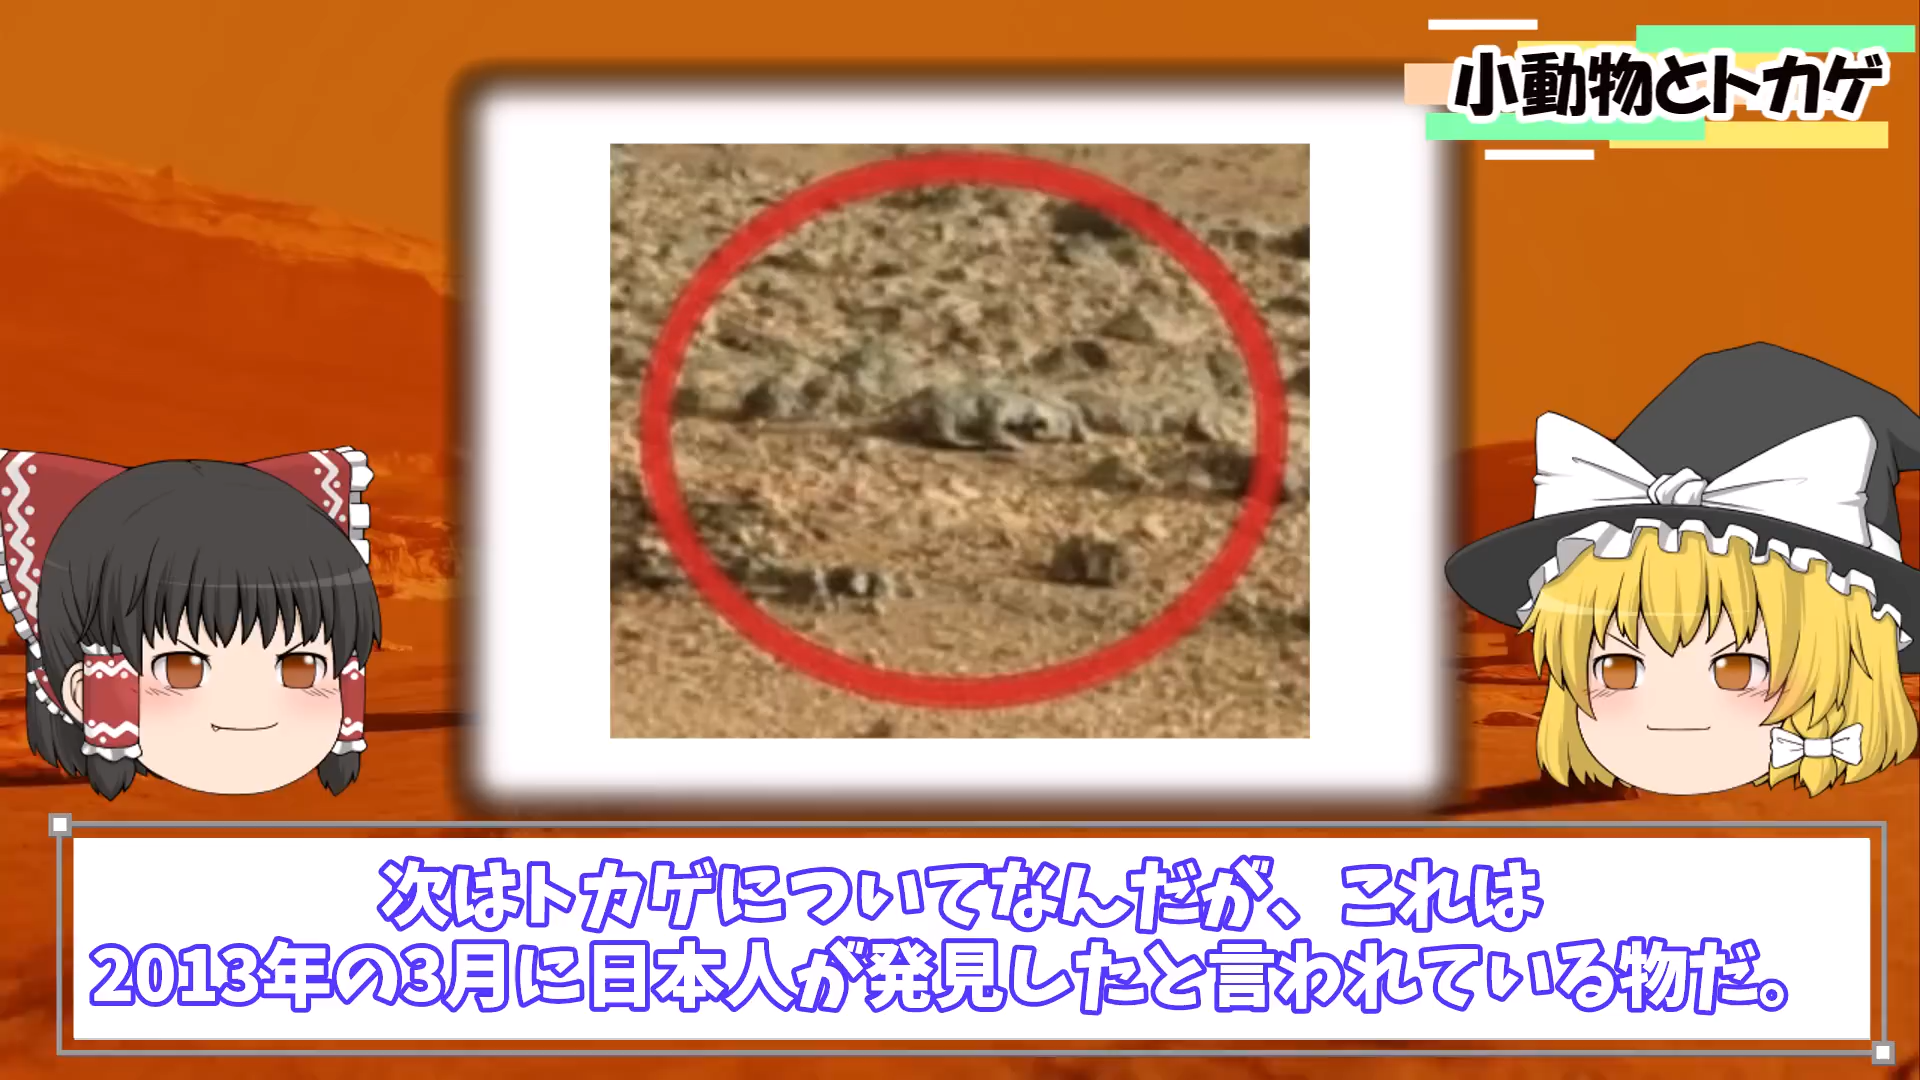 小動物とトカゲ
次はトカゲについてなんだが、これは
2013年の3月に日本人が発見したと言われている物だ。